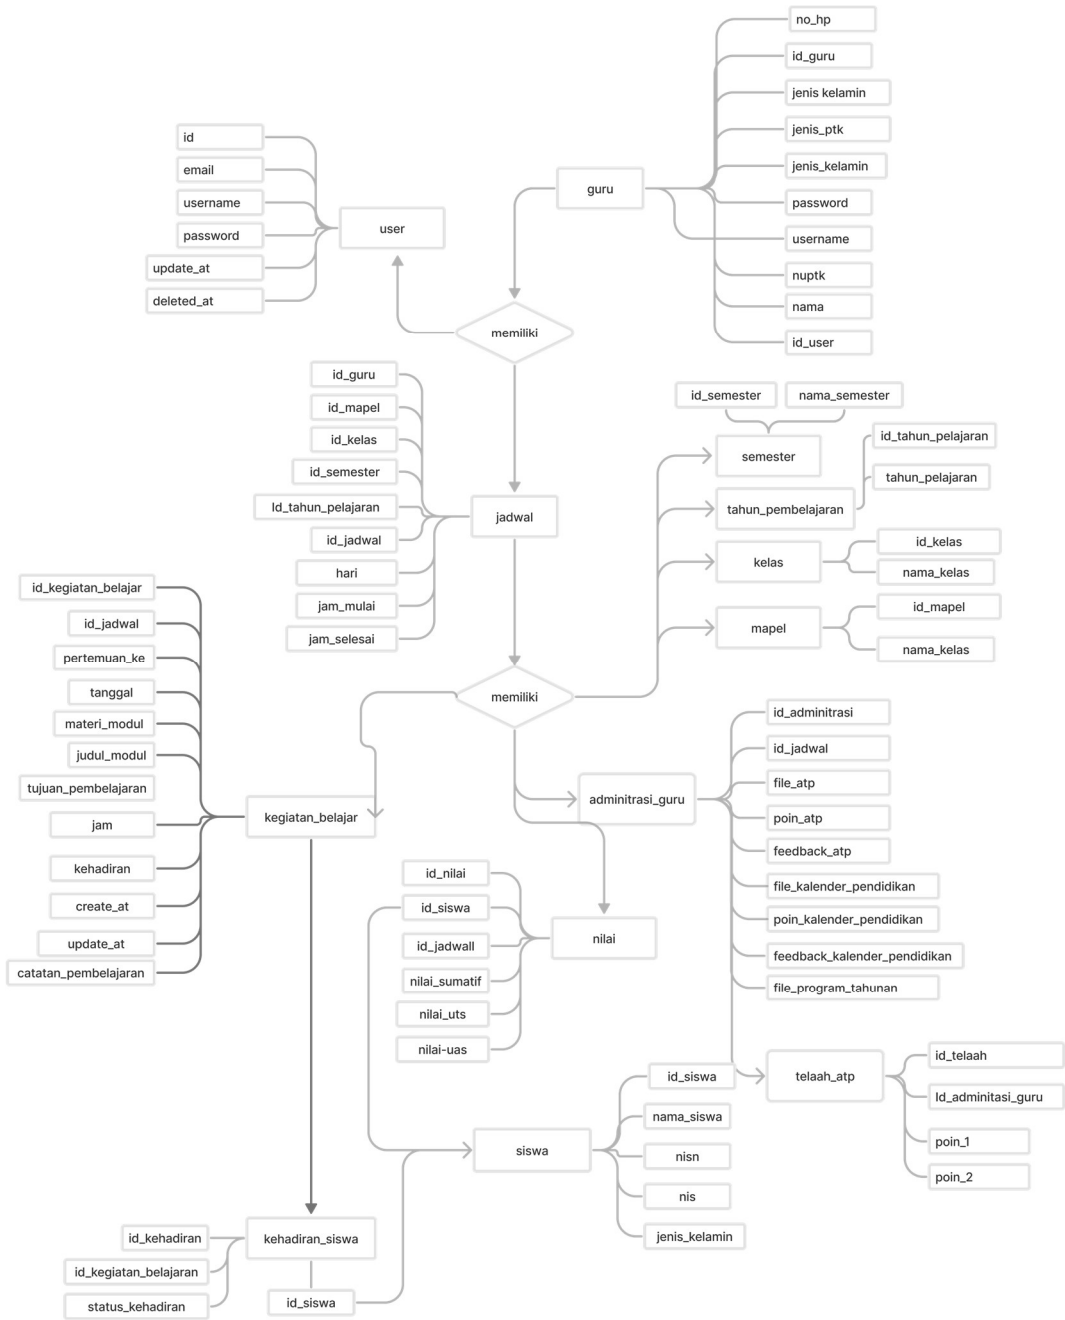 no_hp
id_guru
jenis kelamin
jenis_ptk
jenis_kelamin
password
username
nuptk
nama
id_user
guru
id
email
username
password
update_at
deleted_at
user
memiliki
id_guru
id_mapel
id_kelas
id_semester
Id_tahun_pelajaran
id_jadwal
hari
jam_mulai
jam_selesai
jadwal
id_semester
nama_semester
semester
id_tahun_pelajaran
tahun_pelajaran
tahun_pembelajaran
kelas
id_kelas
nama_kelas
mapel
id_mapel
nama_kelas
memiliki
id_kegiatan_belajar
id_jadwal
pertemuan_ke
tanggal
materi_modul
judul_modul
tujuan_pembelajaran
jam
kehadiran
create_at
update_at
catatan_pembelajaran
kegiatan_belajar
adminitrasi_guru
id_adminitrasi
id_jadwal
file_atp
poin_atp
feedback_atp
file_kalender_pendidikan
poin_kalender_pendidikan
feedback_kalender_pendidikan
file_program_tahunan
id_nilai
id_siswa
id_jadwall
nilai_sumatif
nilai_uts
nilai-uas
nilai
telaah_atp
id_telaah
Id_adminitasi_guru
poin_1
poin_2
siswa
id_siswa
nama_siswa
nisn
nis
jenis_kelamin
kehadiran_siswa
id_kehadiran
id_kegiatan_belajaran
status_kehadiran
id_siswa